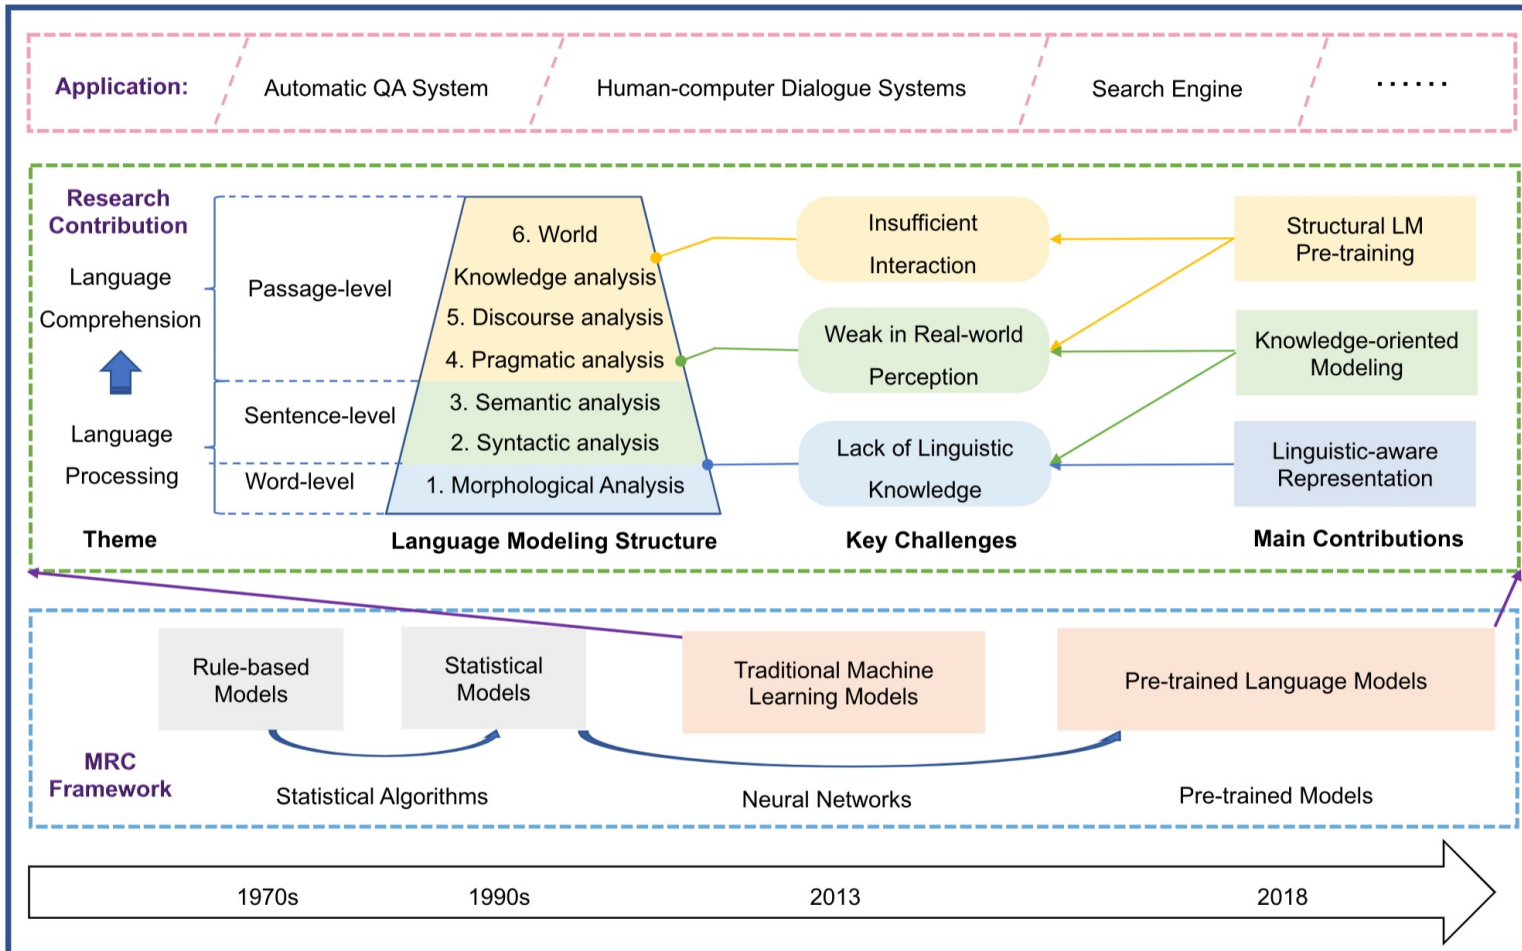 Application:
Automatic QA System
Human-computer Dialogue Systems
Search Engine
······
Research
Contribution
Language
Comprehension
Language
Processing
Theme
Passage-level
Sentence-level
Word-level
6. World
Knowledge analysis
5. Discourse analysis
4. Pragmatic analysis
3. Semantic analysis
2. Syntactic analysis
1. Morphological Analysis
Language Modeling Structure
Insufficient
Interaction
Weak in Real-world
Perception
Lack of Linguistic
Knowledge
Key Challenges
Structural LM
Pre-training
Knowledge-oriented
Modeling
Linguistic-aware
Representation
Main Contributions
MRC
Framework
Rule-based
Models
Statistical
Models
Traditional Machine
Learning Models
Pre-trained Language Models
Statistical Algorithms
Neural Networks
Pre-trained Models
1970s
1990s
2013
2018